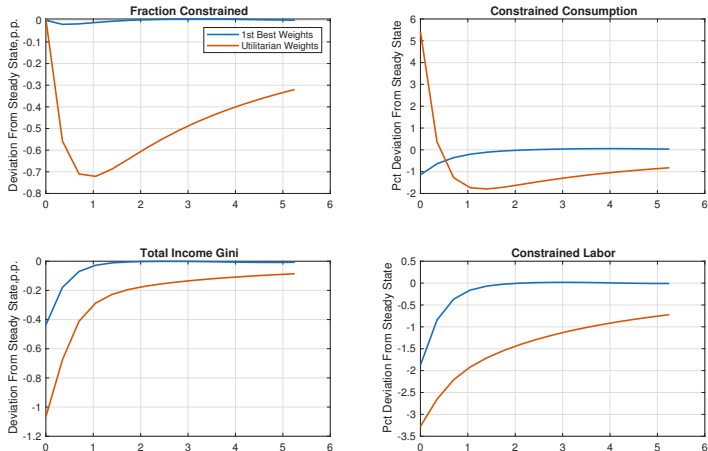 Fraction Constrained
Deviation From Steady State,p.p.
0
-0.1
-0.2
-0.3
-0.4
-0.5
-0.6
-0.7
-0.8
0 1 2 3 4 5 6
1st Best Weights
Utilitarian Weights
Constrained Consumption
Pct Deviation From Steady State
6
5
4
3
2
1
0
-1
-2
0 1 2 3 4 5 6
Total Income Gini
Deviation From Steady State,p.p.
0
-0.2
-0.4
-0.6
-0.8
-1
-1.2
0 1 2 3 4 5 6
Constrained Labor
Pct Deviation From Steady State
0.5
0
-0.5
-1
-1.5
-2
-2.5
-3
-3.5
0 1 2 3 4 5 6